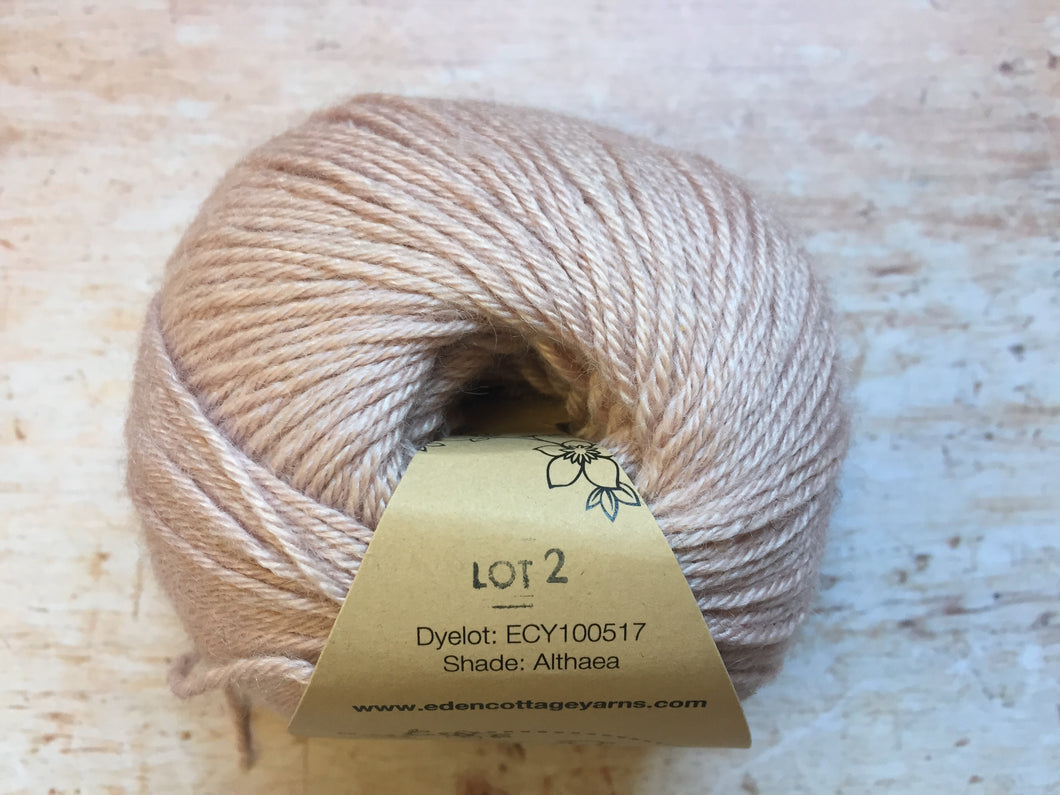 LOT 2
Dyelot: ECY100517
Shade: Althaea
www.edencottageyarns.com